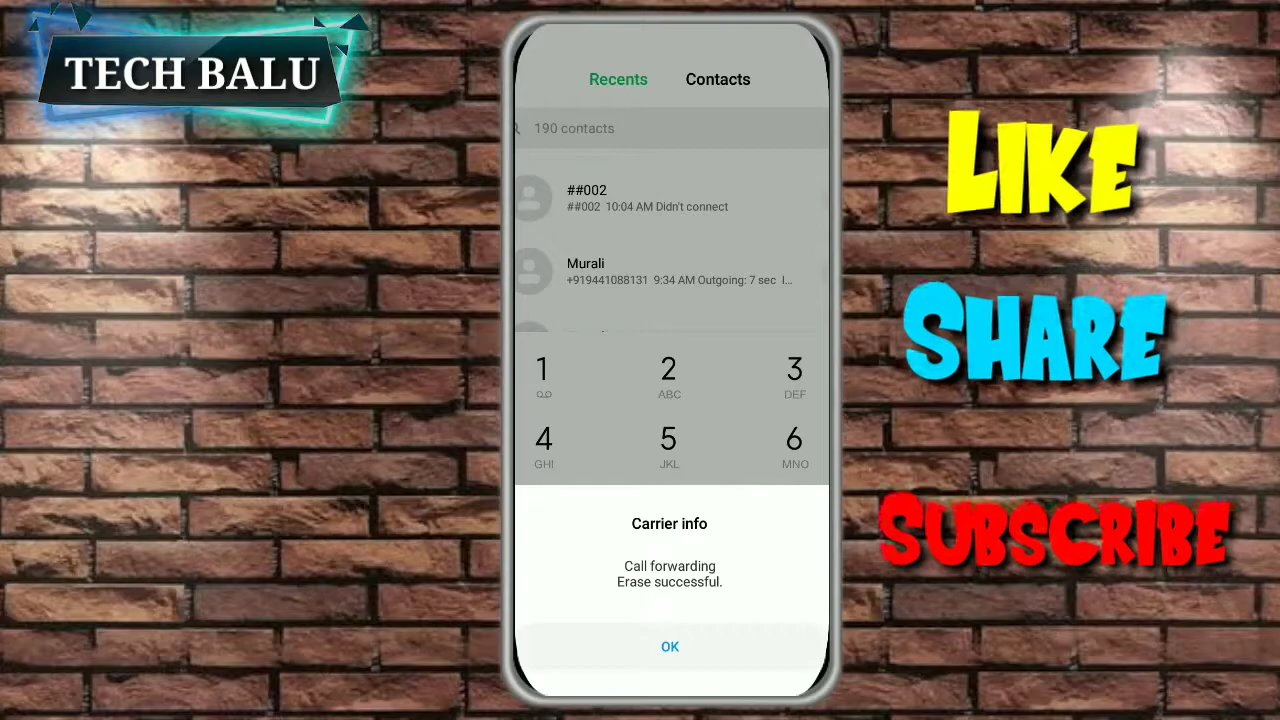 TECH BALU
Recents Contacts
190 contacts
##002
##002 10:04 AM Didn't connect
Murali
+919441088131 9:34 AM Outgoing: 7 sec I...
1 2 3
ABC DEF
4 5 6
GHI JKL MNO
Carrier info
Call forwarding
Erase successful.
OK
LIKE
SHARE
SUBSCRIBE